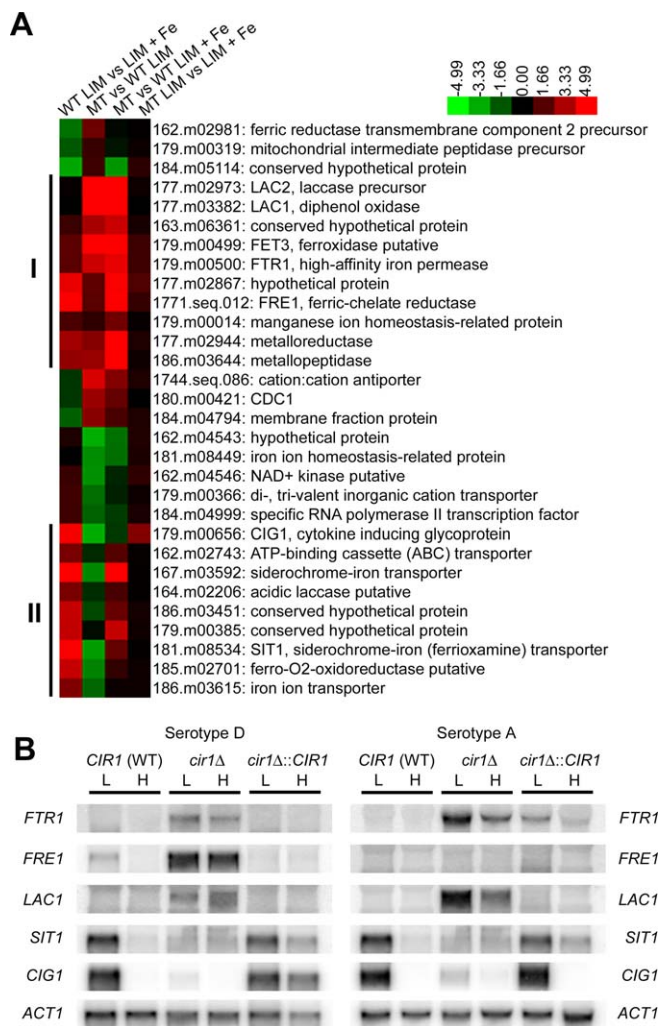 A
WT LIM vs LIM + Fe
MT vs WT LIM
MT vs WT LIM + Fe
MT LIM vs LIM + Fe
-4.99 -3.33 -1.66 0.00 1.66 3.33 4.99
162.m02981: ferric reductase transmembrane component 2 precursor
179.m00319: mitochondrial intermediate peptidase precursor
184.m05114: conserved hypothetical protein
177.m02973: LAC2, laccase precursor
177.m03382: LAC1, diphenol oxidase
163.m06361: conserved hypothetical protein
179.m00499: FET3, ferroxidase putative
179.m00500: FTR1, high-affinity iron permease
I
177.m02867: hypothetical protein
1771.seq.012: FRE1, ferric-chelate reductase
179.m00014: manganese ion homeostasis-related protein
177.m02944: metalloreductase
186.m03644: metallopeptidase
1744.seq.086: cation:cation antiporter
180.m00421: CDC1
184.m04794: membrane fraction protein
162.m04543: hypothetical protein
181.m08449: iron ion homeostasis-related protein
162.m04546: NAD+ kinase putative
179.m00366: di-, tri-valent inorganic cation transporter
184.m04999: specific RNA polymerase II transcription factor
179.m00656: CIG1, cytokine inducing glycoprotein
162.m02743: ATP-binding cassette (ABC) transporter
167.m03592: siderochrome-iron transporter
164.m02206: acidic laccase putative
II
186.m03451: conserved hypothetical protein
179.m00385: conserved hypothetical protein
181.m08534: SIT1, siderochrome-iron (ferrioxamine) transporter
185.m02701: ferro-O2-oxidoreductase putative
186.m03615: iron ion transporter
B
Serotype D Serotype A
CIR1 (WT) cir1Δ cir1Δ::CIR1 CIR1 (WT) cir1Δ cir1Δ::CIR1
L H L H L H L H L H L H
FTR1 FTR1
FRE1 FRE1
LAC1 LAC1
SIT1 SIT1
CIG1 CIG1
ACT1 ACT1